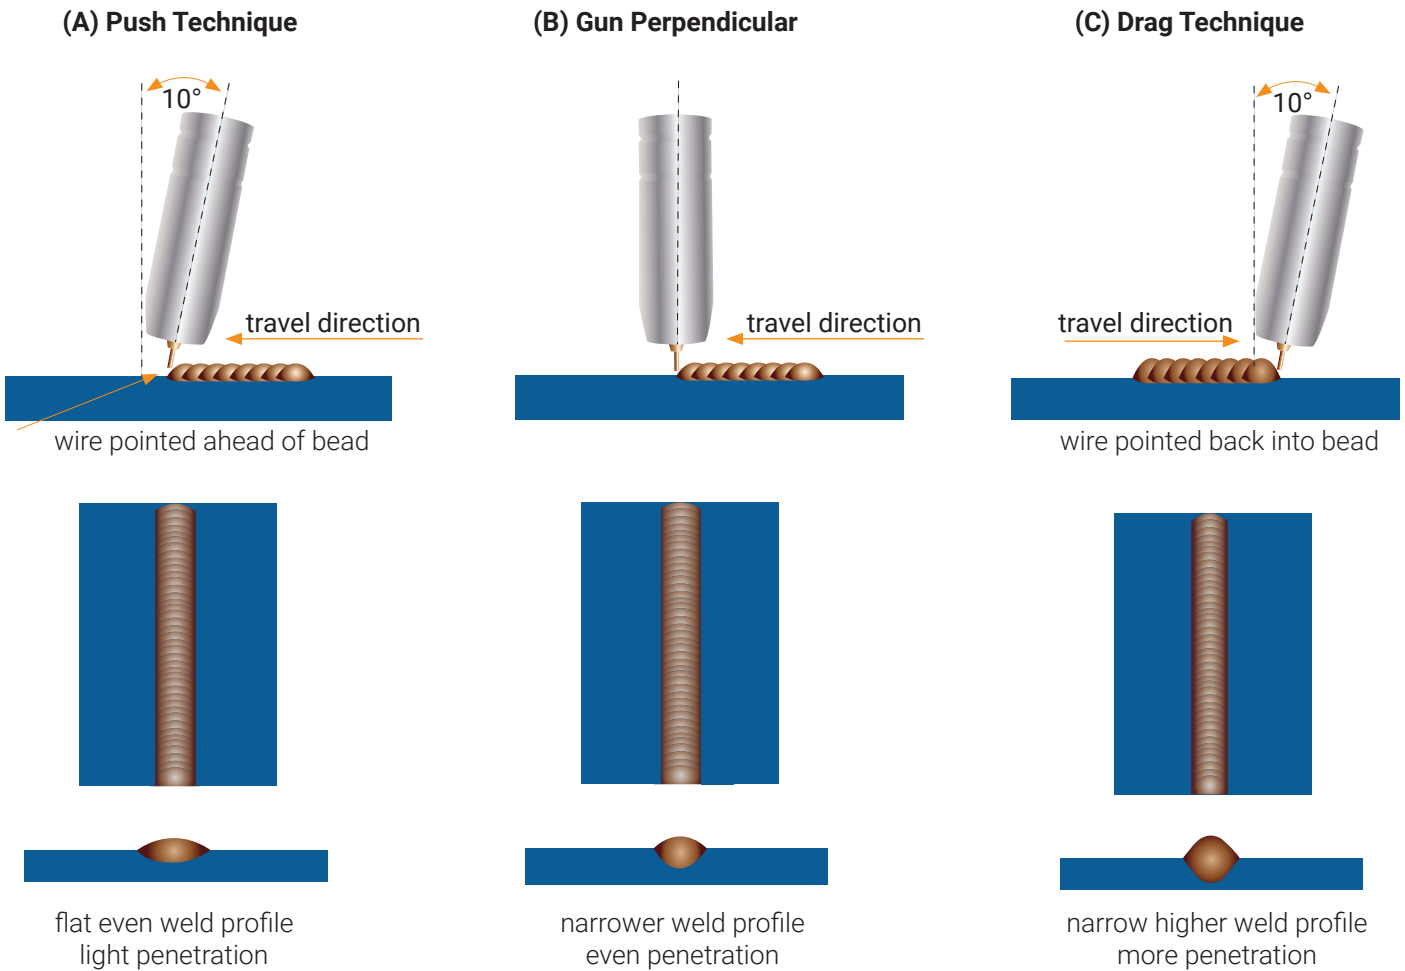 (A) Push Technique
(B) Gun Perpendicular
(C) Drag Technique
10°
10°
travel direction
travel direction
travel direction
wire pointed ahead of bead
wire pointed back into bead
flat even weld profile
light penetration
narrower weld profile
even penetration
narrow higher weld profile
more penetration